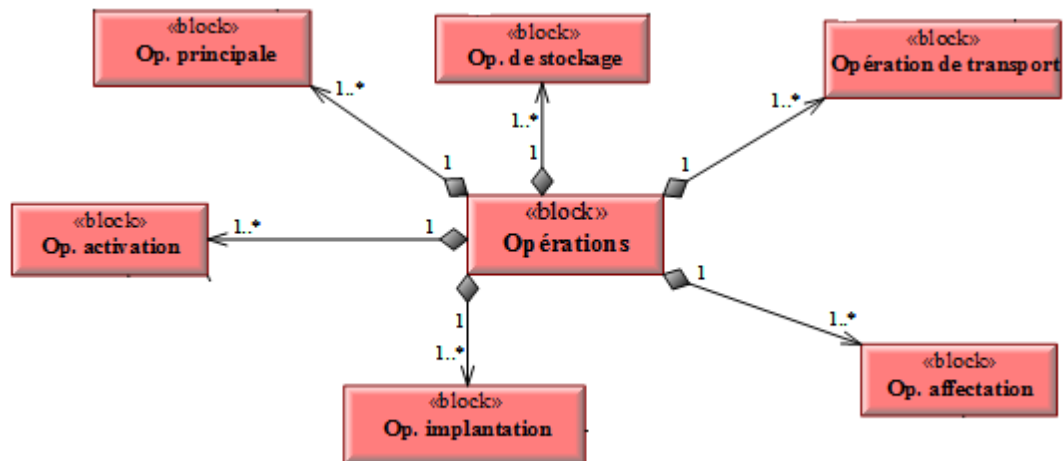 «block»
Op. principale
«block»
Op. de stockage
«block»
Opération de transport
1..*
1..*
1..*
1
1
1
«block»
Opérations
«block»
Op. activation
1..*
1
1
1..*
1
1..*
«block»
Op. affectation
«block»
Op. implantation